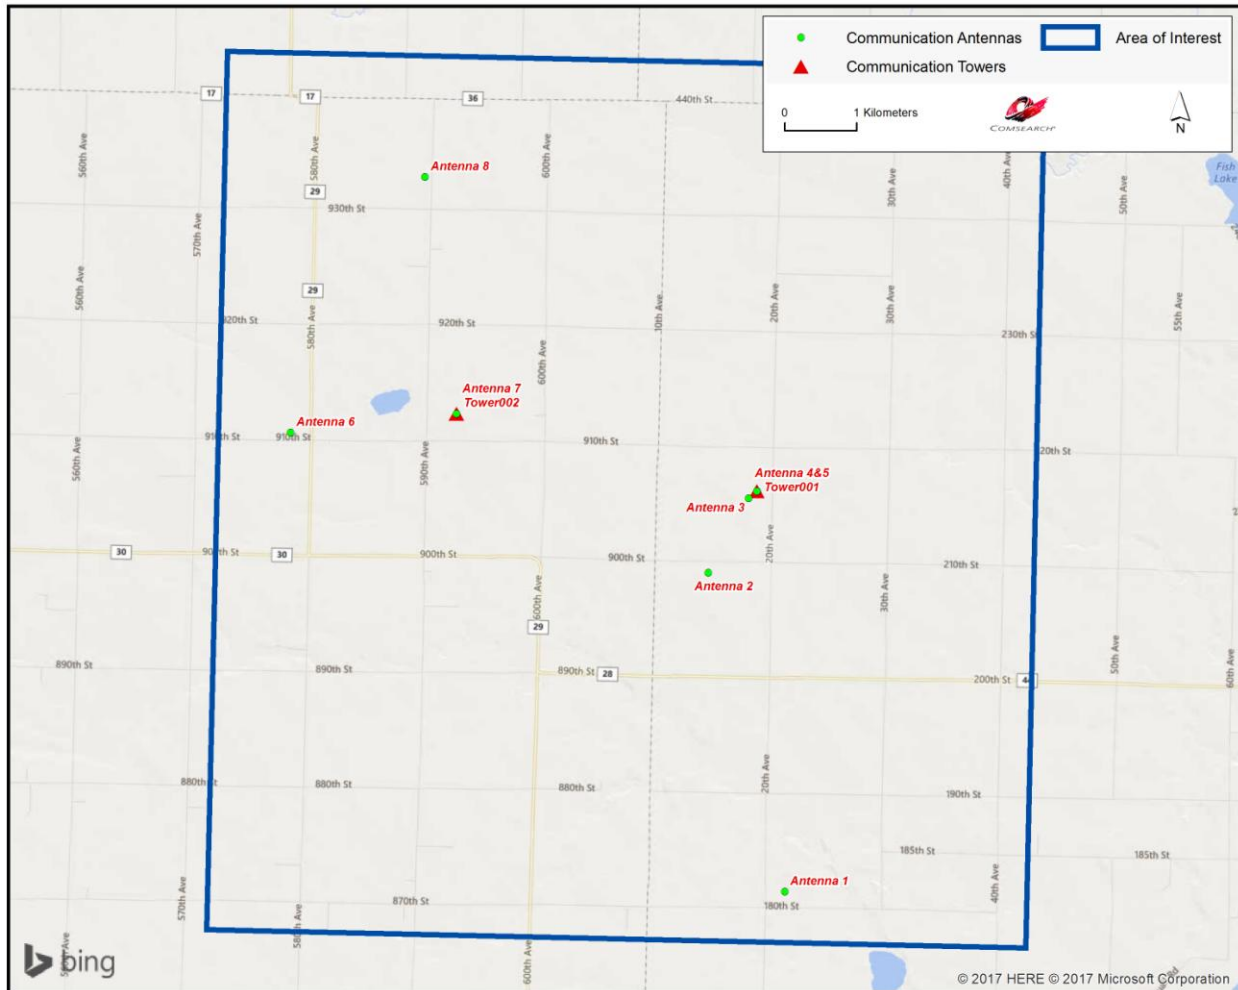 Communication Antennas
Area of Interest
Communication Towers
0 1 Kilometers
COMSEARCH
N
17
17
36
440th St
560th Ave
580th Ave
Antenna 8
600th Ave
40th Ave
Fish
Lake
29
30th Ave
50th Ave
930th St
570th Ave
560th Ave
29
580th Ave
10th Ave
20th Ave
30th Ave
55th Ave
920th St
920th St
230th St
600th Ave
Antenna 7
Tower002
Antenna 6
910th St
910th St
910th St
20th St
560th Ave
590th Ave
Antenna 4&5
Tower001
Antenna 3
20th Ave
30
900th St
30
900th St
900th St
210th St
Antenna 2
600th Ave
30th Ave
29
890th St
890th St
890th St
28
200th St
44
50th Ave
60th Ave
880th St
880th St
880th St
20th Ave
190th St
185th St
185th St
Antenna 1
570th Ave
870th St
180th St
40th Ave
580th Ave
600th Ave
bing
© 2017 HERE © 2017 Microsoft Corporation